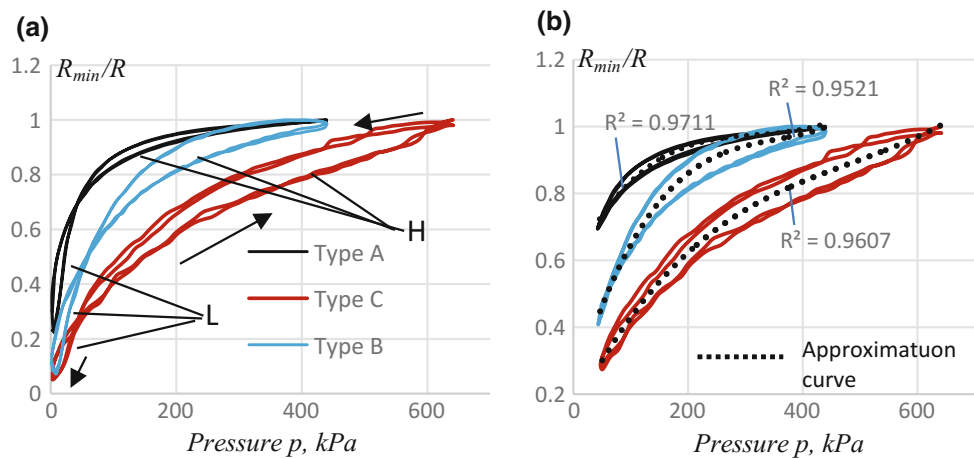 (a)
R_min/R
1.2
1
0.8
0.6
0.4
0.2
0
0
200
400
600
Pressure p, kPa
H
L
Type A
Type C
Type B
(b)
R_min/R
1.2
1
0.8
0.6
0.4
0.2
0
200
400
600
Pressure p, kPa
R² = 0.9521
R² = 0.9711
R² = 0.9607
Approximatuon
curve